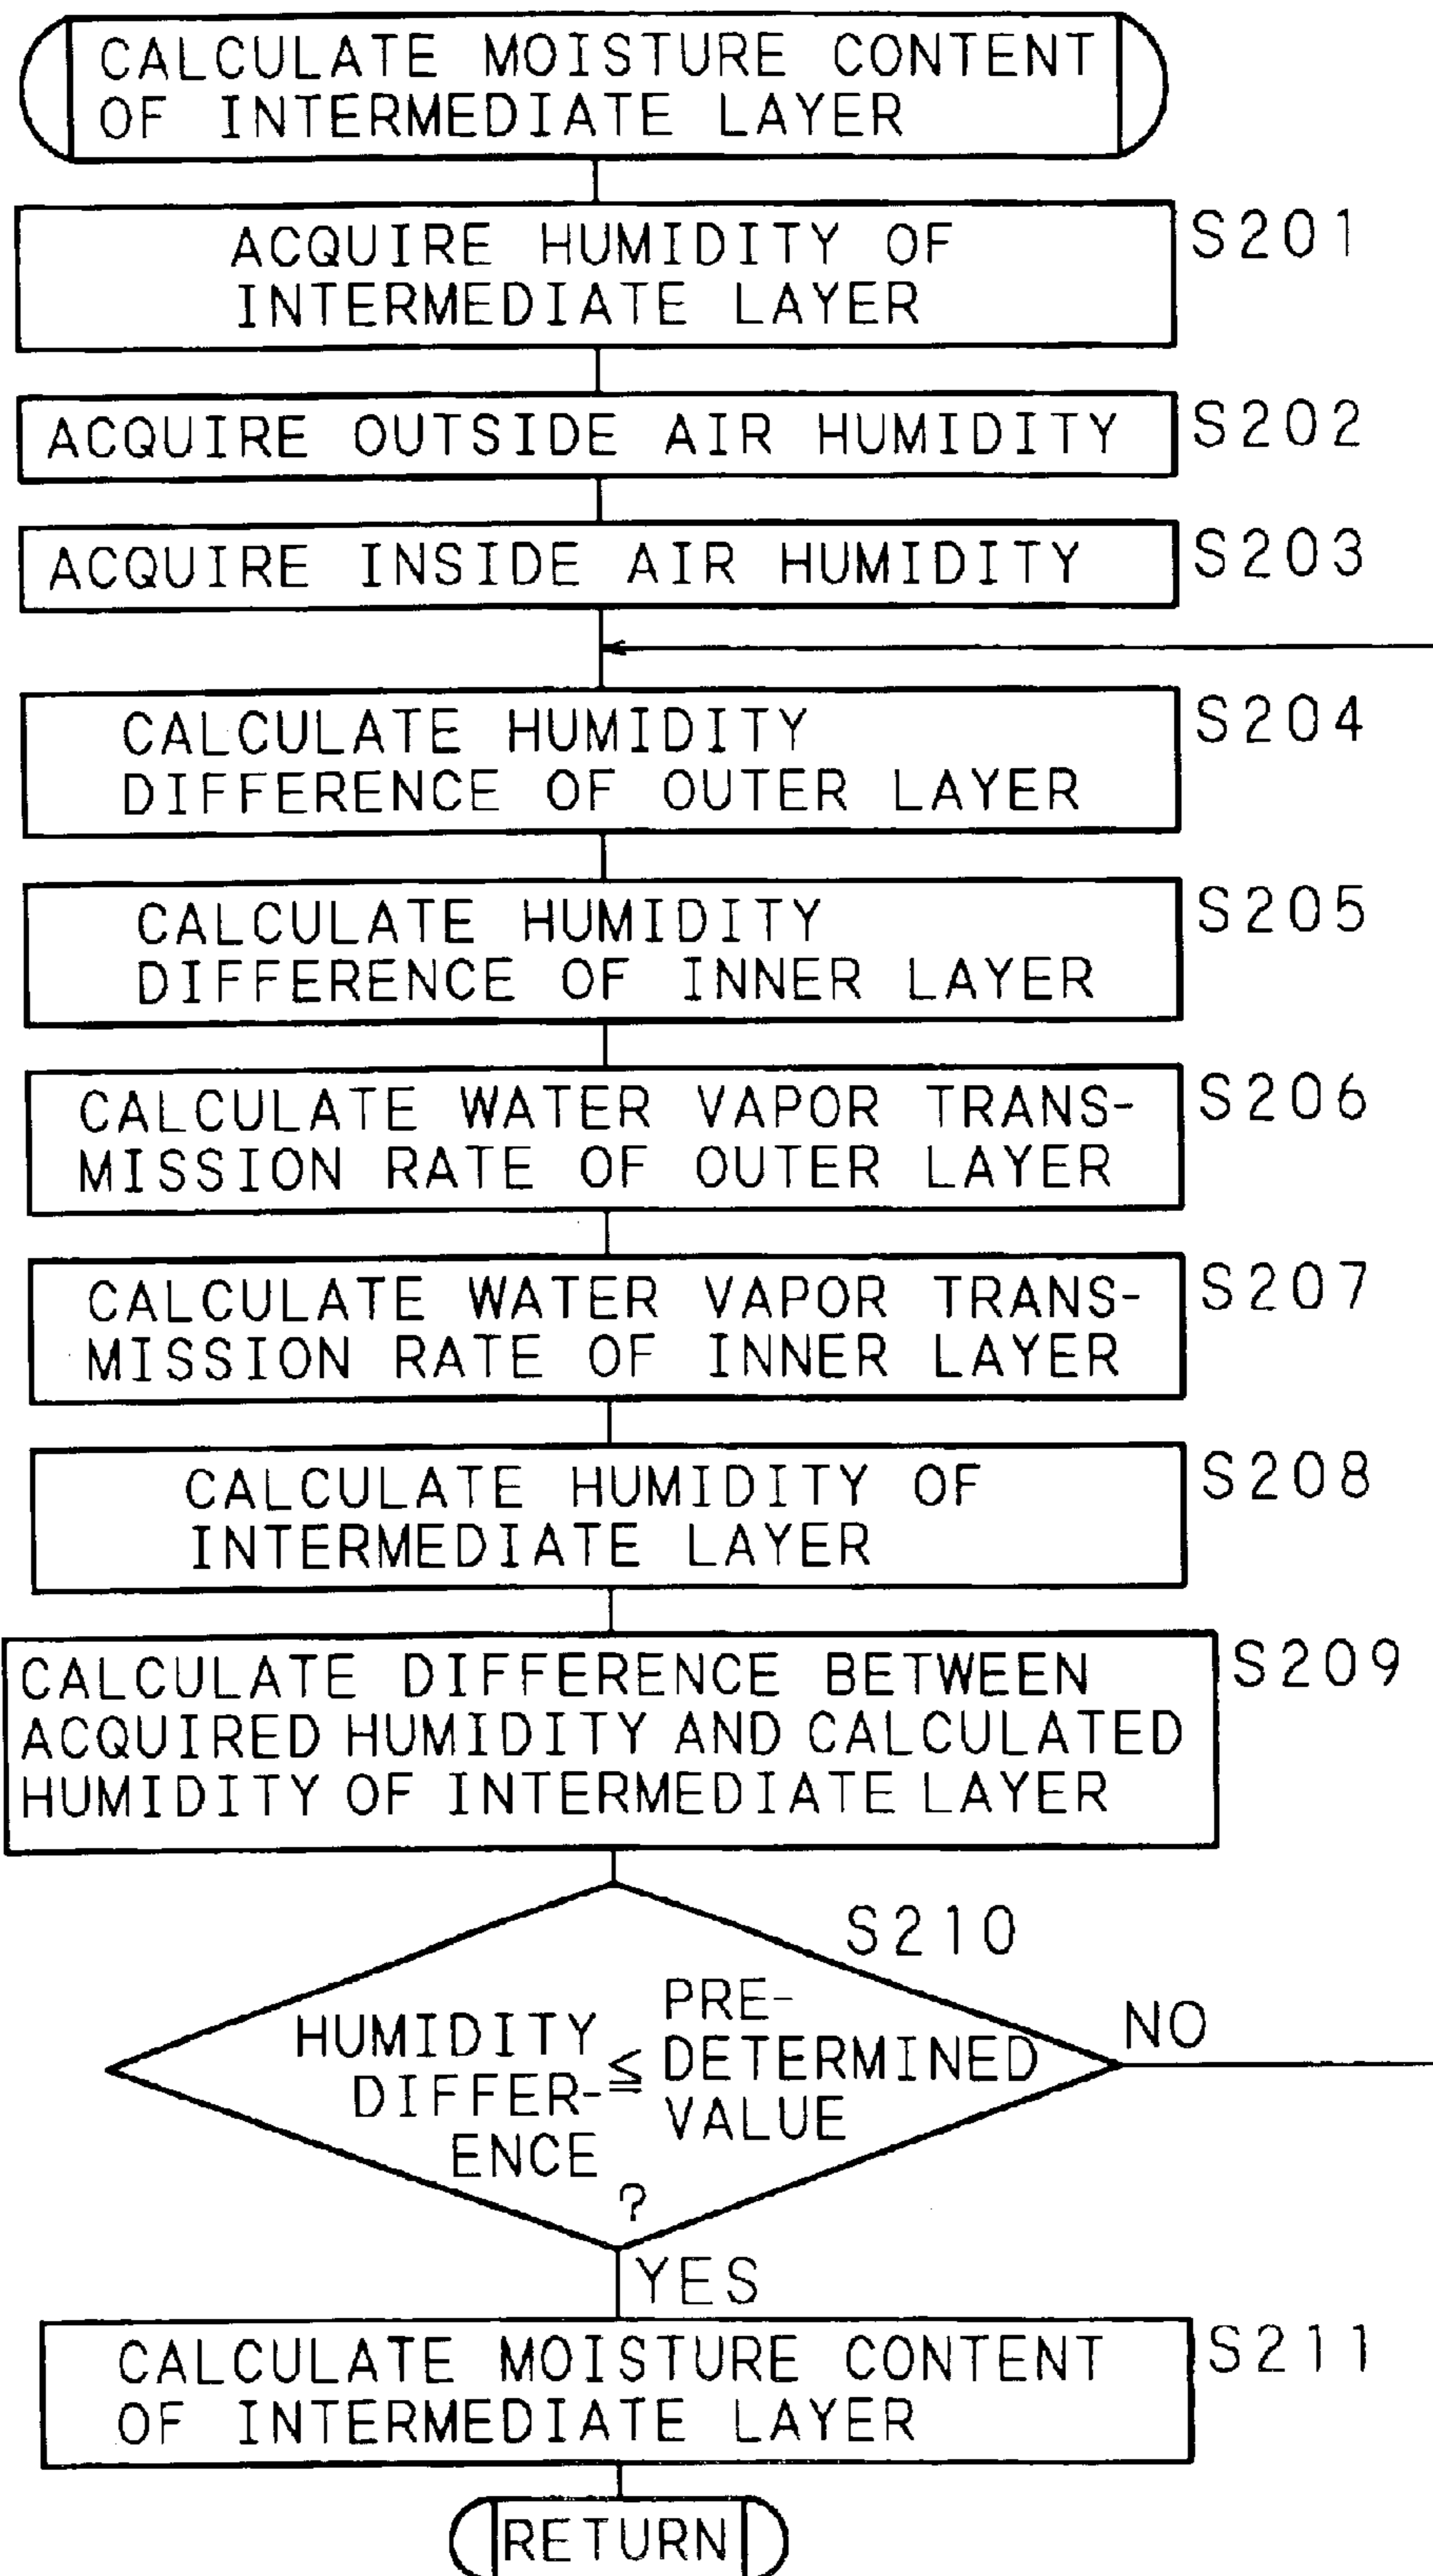 CALCULATE MOISTURE CONTENT
OF INTERMEDIATE LAYER
ACQUIRE HUMIDITY OF
INTERMEDIATE LAYER
S201
ACQUIRE OUTSIDE AIR HUMIDITY
S202
ACQUIRE INSIDE AIR HUMIDITY
S203
CALCULATE HUMIDITY
DIFFERENCE OF OUTER LAYER
S204
CALCULATE HUMIDITY
DIFFERENCE OF INNER LAYER
S205
CALCULATE WATER VAPOR TRANS-
MISSION RATE OF OUTER LAYER
S206
CALCULATE WATER VAPOR TRANS-
MISSION RATE OF INNER LAYER
S207
CALCULATE HUMIDITY OF
INTERMEDIATE LAYER
S208
CALCULATE DIFFERENCE BETWEEN
ACQUIRED HUMIDITY AND CALCULATED
HUMIDITY OF INTERMEDIATE LAYER
S209
S210
HUMIDITY
DIFFER-
ENCE
≦
PRE-
DETERMINED
VALUE
?
NO
YES
CALCULATE MOISTURE CONTENT
OF INTERMEDIATE LAYER
S211
RETURN